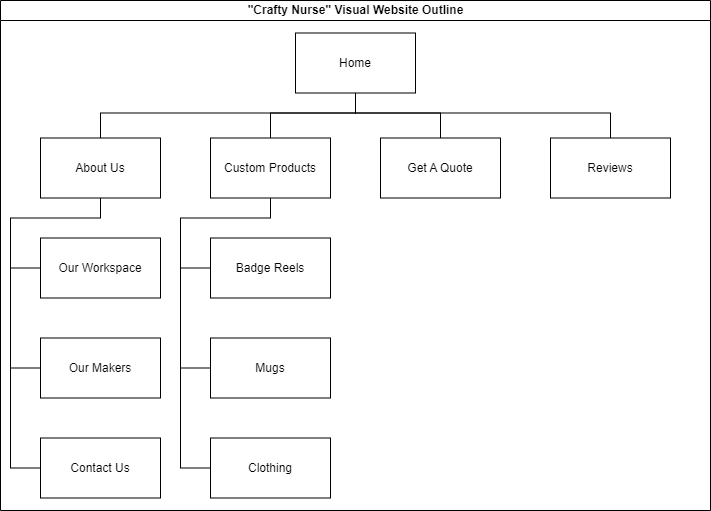 "Crafty Nurse" Visual Website Outline
Home
About Us
Custom Products
Get A Quote
Reviews
Our Workspace
Badge Reels
Our Makers
Mugs
Contact Us
Clothing